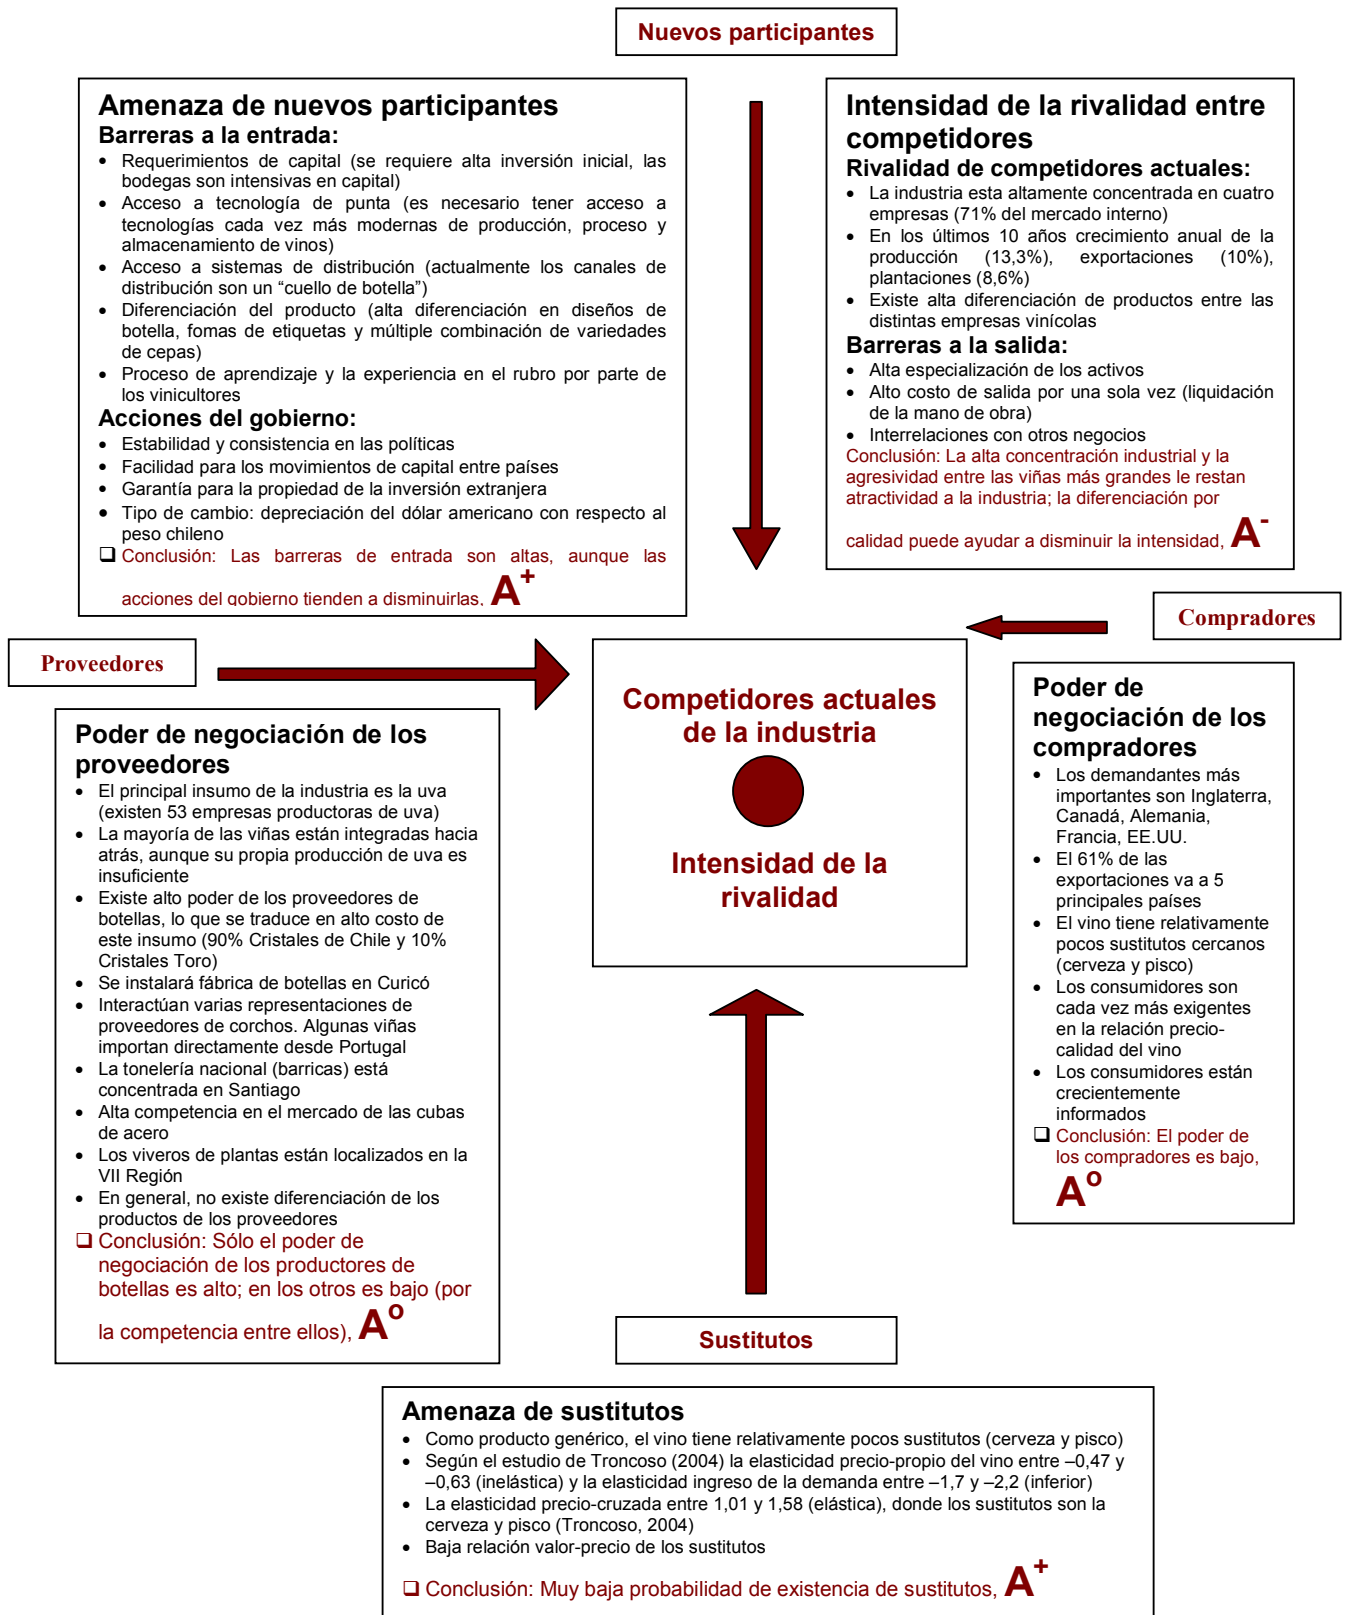 Nuevos participantes
Amenaza de nuevos participantes
Barreras a la entrada:
• Requerimientos de capital (se requiere alta inversión inicial, las
bodegas son intensivas en capital)
• Acceso a tecnología de punta (es necesario tener acceso a
tecnologías cada vez más modernas de producción, proceso y
almacenamiento de vinos)
• Acceso a sistemas de distribución (actualmente los canales de
distribución son un “cuello de botella”)
• Diferenciación del producto (alta diferenciación en diseños de
botella, fomas de etiquetas y múltiple combinación de variedades
de cepas)
• Proceso de aprendizaje y la experiencia en el rubro por parte de
los vinicultores
Acciones del gobierno:
• Estabilidad y consistencia en las políticas
• Facilidad para los movimientos de capital entre países
• Garantía para la propiedad de la inversión extranjera
• Tipo de cambio: depreciación del dólar americano con respecto al
peso chileno
❑ Conclusión: Las barreras de entrada son altas, aunque las
acciones del gobierno tienden a disminuirlas, A+
Intensidad de la rivalidad entre
competidores
Rivalidad de competidores actuales:
• La industria esta altamente concentrada en cuatro
empresas (71% del mercado interno)
• En los últimos 10 años crecimiento anual de la
producción (13,3%), exportaciones (10%),
plantaciones (8,6%)
• Existe alta diferenciación de productos entre las
distintas empresas vinícolas
Barreras a la salida:
• Alta especialización de los activos
• Alto costo de salida por una sola vez (liquidación
de la mano de obra)
• Interrelaciones con otros negocios
Conclusión: La alta concentración industrial y la
agresividad entre las viñas más grandes le restan
atractividad a la industria; la diferenciación por
calidad puede ayudar a disminuir la intensidad, A-
Compradores
Proveedores
Competidores actuales
de la industria
Intensidad de la
rivalidad
Poder de negociación de los
proveedores
• El principal insumo de la industria es la uva
(existen 53 empresas productoras de uva)
• La mayoría de las viñas están integradas hacia
atrás, aunque su propia producción de uva es
insuficiente
• Existe alto poder de los proveedores de
botellas, lo que se traduce en alto costo de
este insumo (90% Cristales de Chile y 10%
Cristales Toro)
• Se instalará fábrica de botellas en Curicó
• Interactúan varias representaciones de
proveedores de corchos. Algunas viñas
importan directamente desde Portugal
• La tonelería nacional (barricas) está
concentrada en Santiago
• Alta competencia en el mercado de las cubas
de acero
• Los viveros de plantas están localizados en la
VII Región
• En general, no existe diferenciación de los
productos de los proveedores
❑ Conclusión: Sólo el poder de
negociación de los productores de
botellas es alto; en los otros es bajo (por
la competencia entre ellos), Aº
Poder de
negociación de los
compradores
• Los demandantes más
importantes son Inglaterra,
Canadá, Alemania,
Francia, EE.UU.
• El 61% de las
exportaciones va a 5
principales países
• El vino tiene relativamente
pocos sustitutos cercanos
(cerveza y pisco)
• Los consumidores son
cada vez más exigentes
en la relación precio-
calidad del vino
• Los consumidores están
crecientemente
informados
❑ Conclusión: El poder de
los compradores es bajo,
Aº
Sustitutos
Amenaza de sustitutos
• Como producto genérico, el vino tiene relativamente pocos sustitutos (cerveza y pisco)
• Según el estudio de Troncoso (2004) la elasticidad precio-propio del vino entre –0,47 y
–0,63 (inelástica) y la elasticidad ingreso de la demanda entre –1,7 y –2,2 (inferior)
• La elasticidad precio-cruzada entre 1,01 y 1,58 (elástica), donde los sustitutos son la
cerveza y pisco (Troncoso, 2004)
• Baja relación valor-precio de los sustitutos
❑ Conclusión: Muy baja probabilidad de existencia de sustitutos, A+